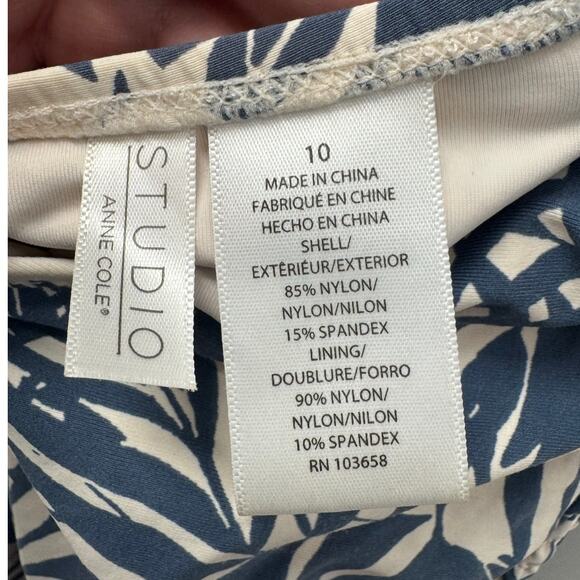 STUDIO
ANNE COLE®
10
MADE IN CHINA
FABRIQUÉ EN CHINE
HECHO EN CHINA
SHELL/
EXTÊRIÉUR/EXTERIOR
85% NYLON/
NYLON/NILON
15% SPANDEX
LINING/
DOUBLURE/FORRO
90% NYLON/
NYLON/NILON
10% SPANDEX
RN 103658